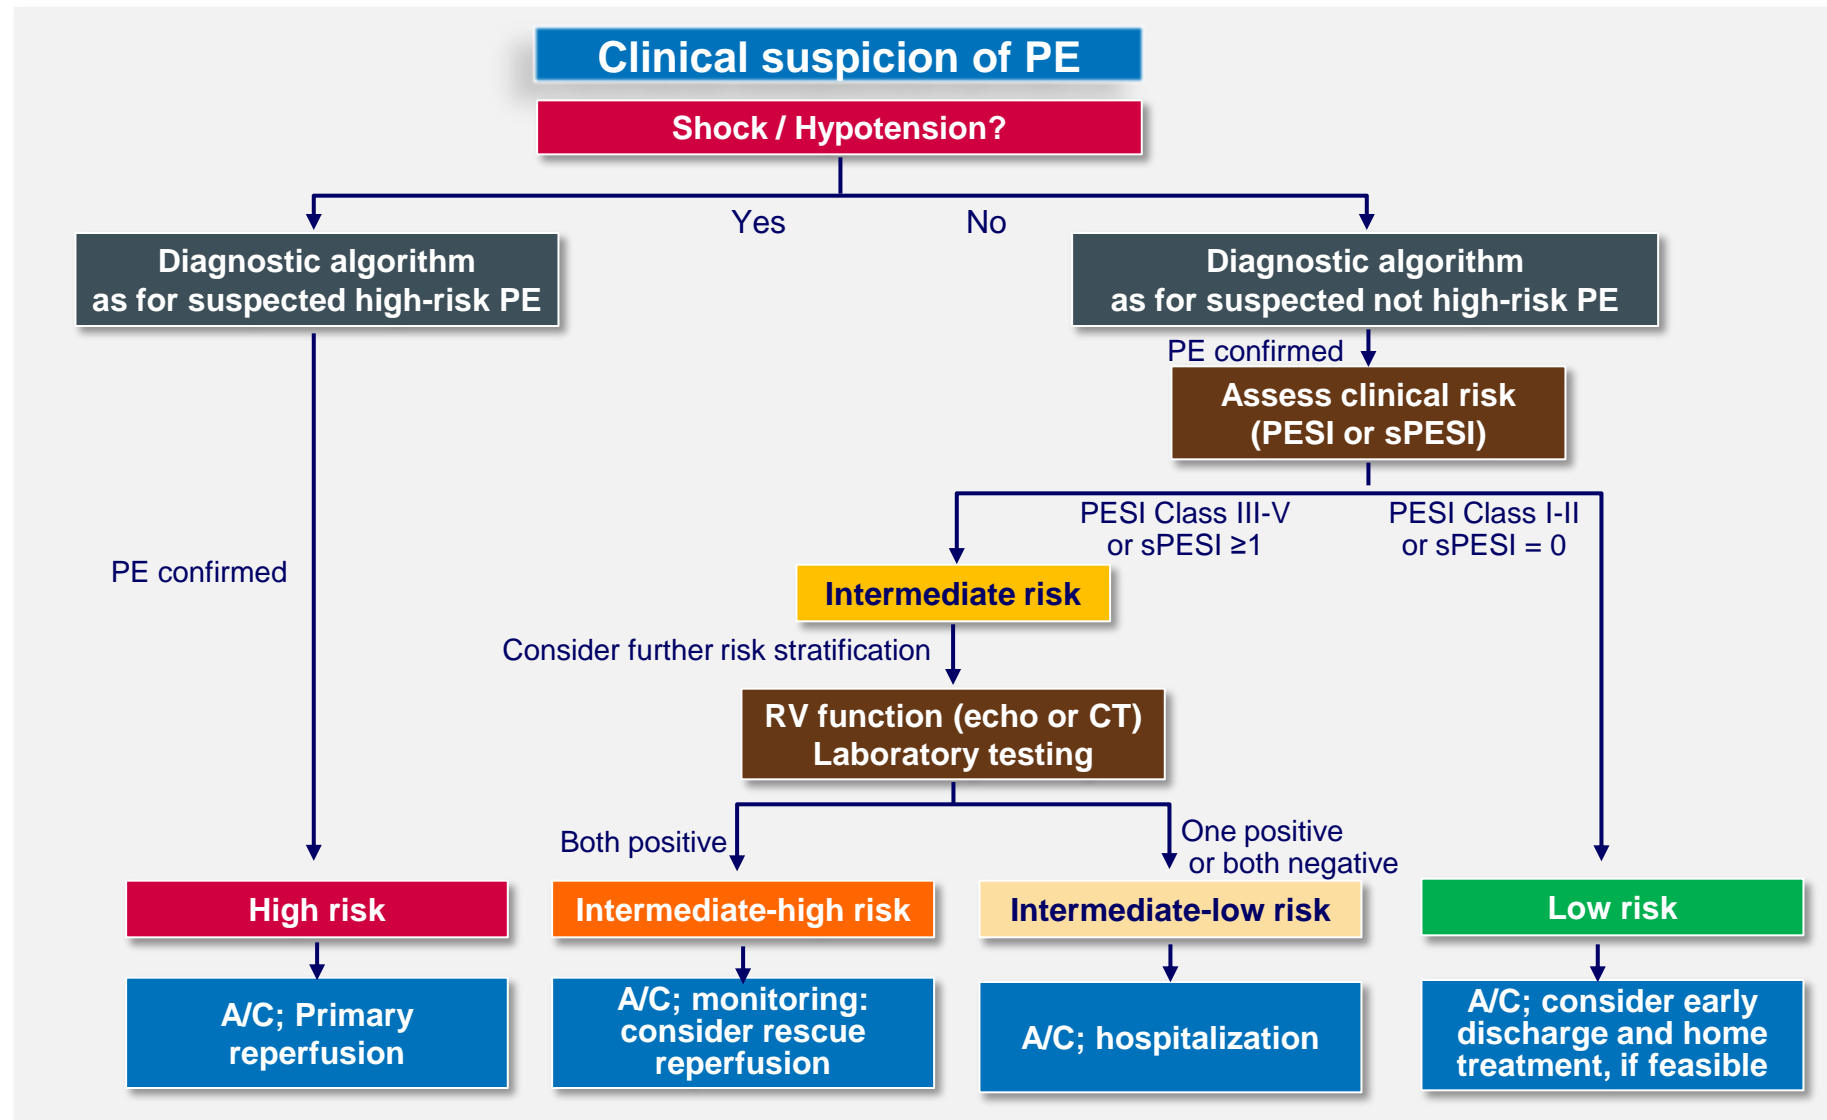 Clinical suspicion of PE
Shock / Hypotension?
Yes
No
Diagnostic algorithm
as for suspected high-risk PE
Diagnostic algorithm
as for suspected not high-risk PE
PE confirmed
Assess clinical risk
(PESI or sPESI)
PESI Class III-V
or sPESI ≥1
PESI Class I-II
or sPESI = 0
PE confirmed
Intermediate risk
Consider further risk stratification
RV function (echo or CT)
Laboratory testing
Both positive
One positive
or both negative
High risk
Intermediate-high risk
Intermediate-low risk
Low risk
A/C; Primary
reperfusion
A/C; monitoring:
consider rescue
reperfusion
A/C; hospitalization
A/C; consider early
discharge and home
treatment, if feasible